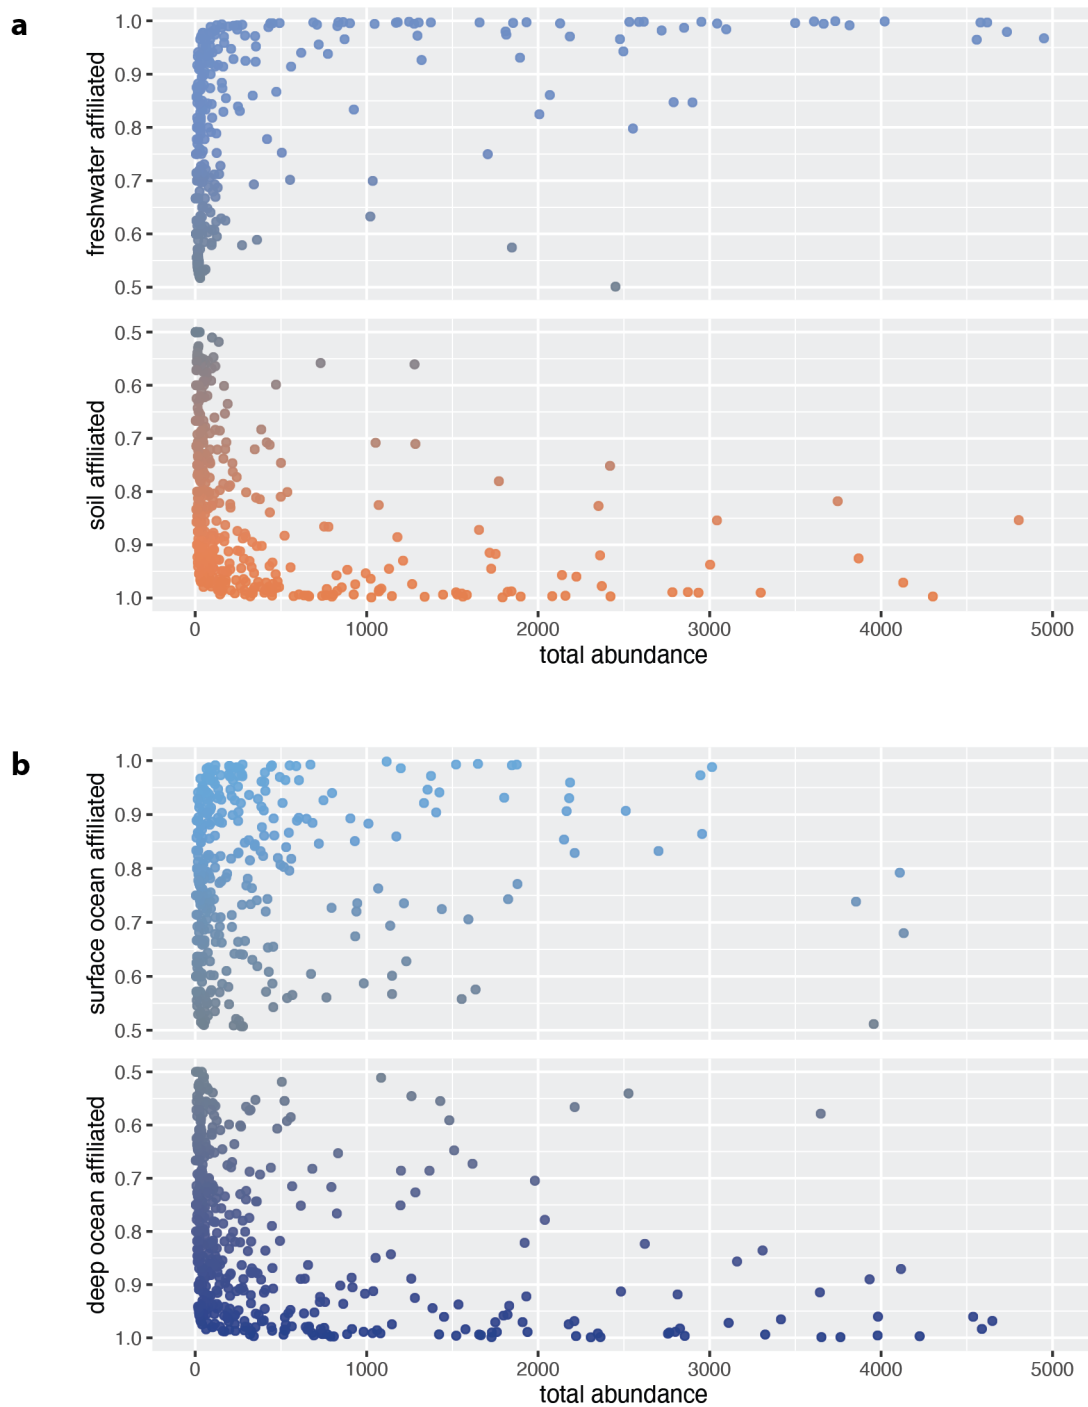 a
freshwater affiliated
1.0
0.9
0.8
0.7
0.6
0.5
soil affiliated
0.5
0.6
0.7
0.8
0.9
1.0
0 1000 2000 3000 4000 5000
total abundance
b
surface ocean affiliated
1.0
0.9
0.8
0.7
0.6
0.5
deep ocean affiliated
0.5
0.6
0.7
0.8
0.9
1.0
0 1000 2000 3000 4000 5000
total abundance